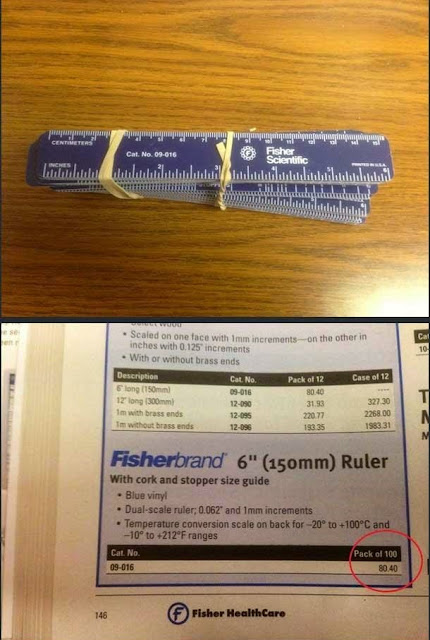 CENTIMETERS
Cat. No. 09-016
Fisher
Scientific
PRINTED IN U.S.A.
INCHES 1 2 3 4 5 6
• Scaled on one face with 1mm increments—on the other in
inches with 0.125" increments
• With or without brass ends
Description Cat. No. Pack of 12 Case of 12
6" long (150mm) 09-016 80.40 ----
12" long (300mm) 12-090 31.93 327.30
1m with brass ends 12-095 220.77 2268.00
1m without brass ends 12-096 193.35 1983.31
Fisherbrand® 6" (150mm) Ruler
With cork and stopper size guide
• Blue vinyl
• Dual-scale ruler; 0.062" and 1mm increments
• Temperature conversion scale on back for –20° to +100°C and
–10° to +212°F ranges
Cat. No. Pack of 100
09-016 80.40
146
Fisher HealthCare